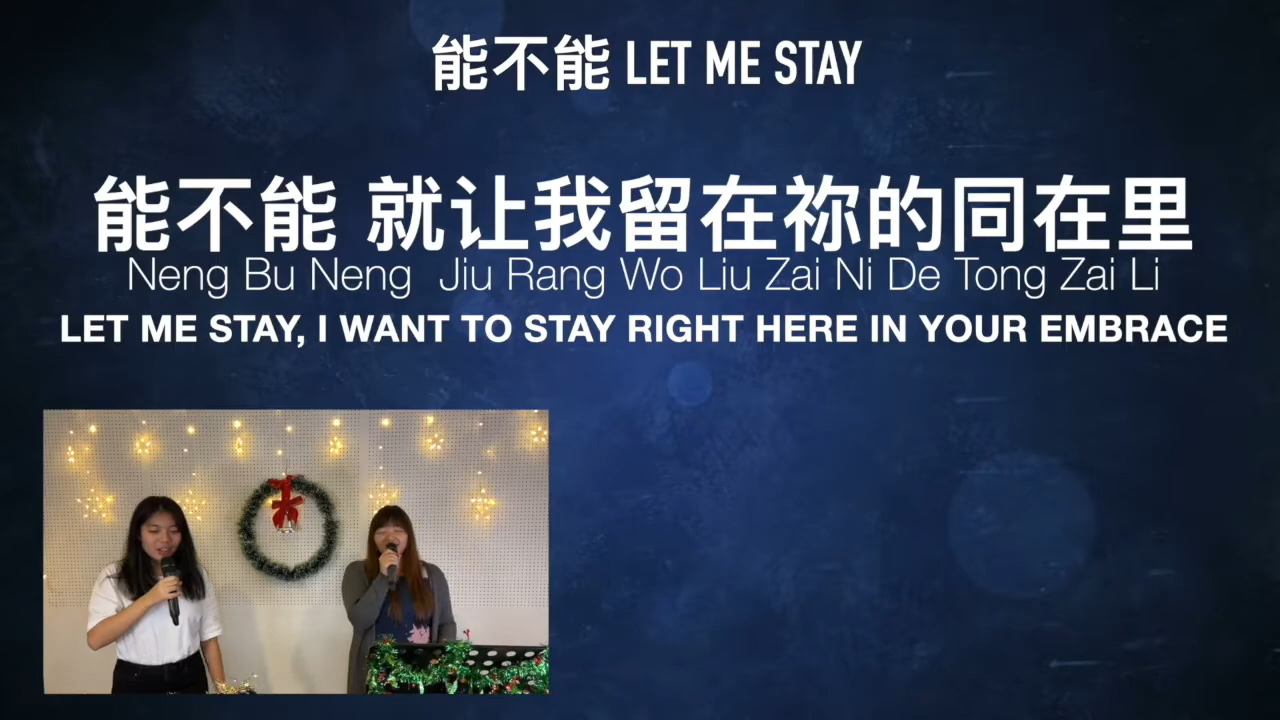 能不能 LET ME STAY
能不能 就让我留在祢的同在里
Neng Bu Neng  Jiu Rang Wo Liu Zai Ni De Tong Zai Li
LET ME STAY, I WANT TO STAY RIGHT HERE IN YOUR EMBRACE